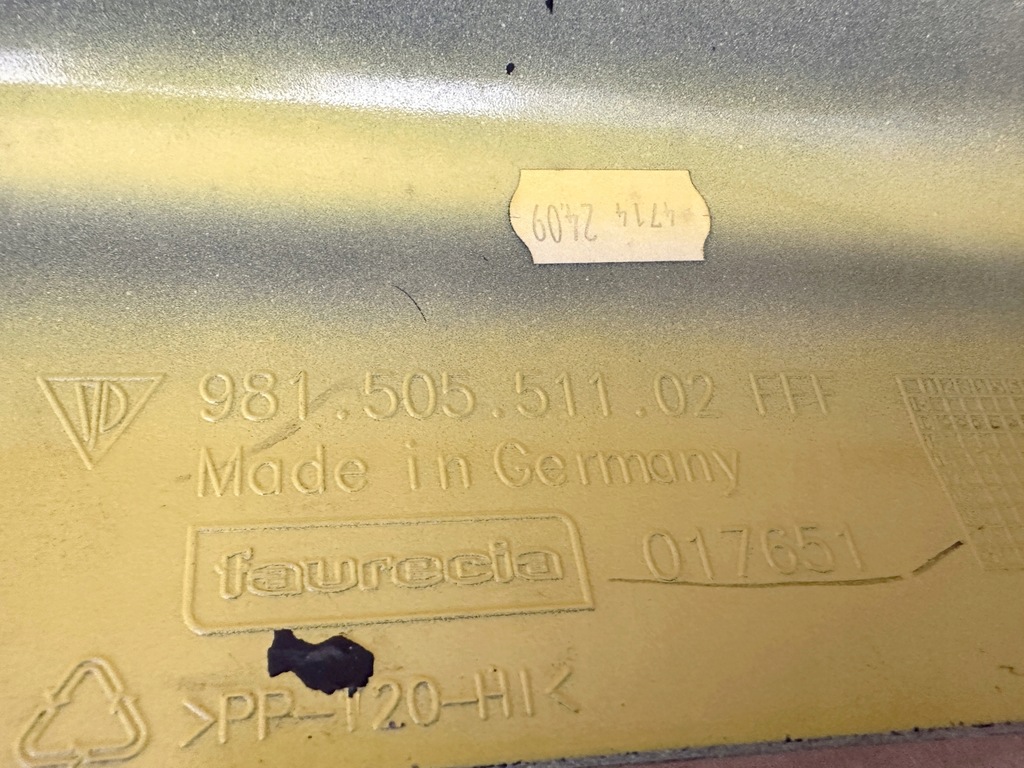 4714 24.09
981.505.511.02 FFF
Made in Germany
faurecia 017651
>PP-T20-HI<